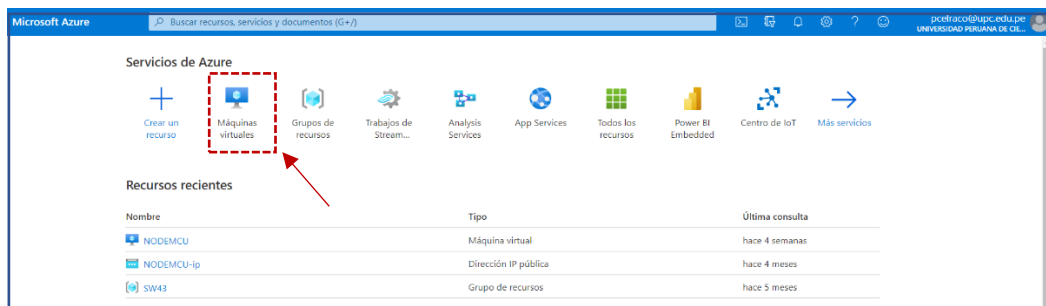 Microsoft Azure
Buscar recursos, servicios y documentos (G+/)
pcelraco@upc.edu.pe
UNIVERSIDAD PERUANA DE CIE...
Servicios de Azure
Crear un recurso
Máquinas virtuales
Grupos de recursos
Trabajos de Stream...
Analysis Services
App Services
Todos los recursos
Power BI Embedded
Centro de IoT
Más servicios
Recursos recientes
Nombre Tipo Última consulta
NODEMCU Máquina virtual hace 4 semanas
NODEMCU-ip Dirección IP pública hace 4 meses
SW43 Grupo de recursos hace 5 meses